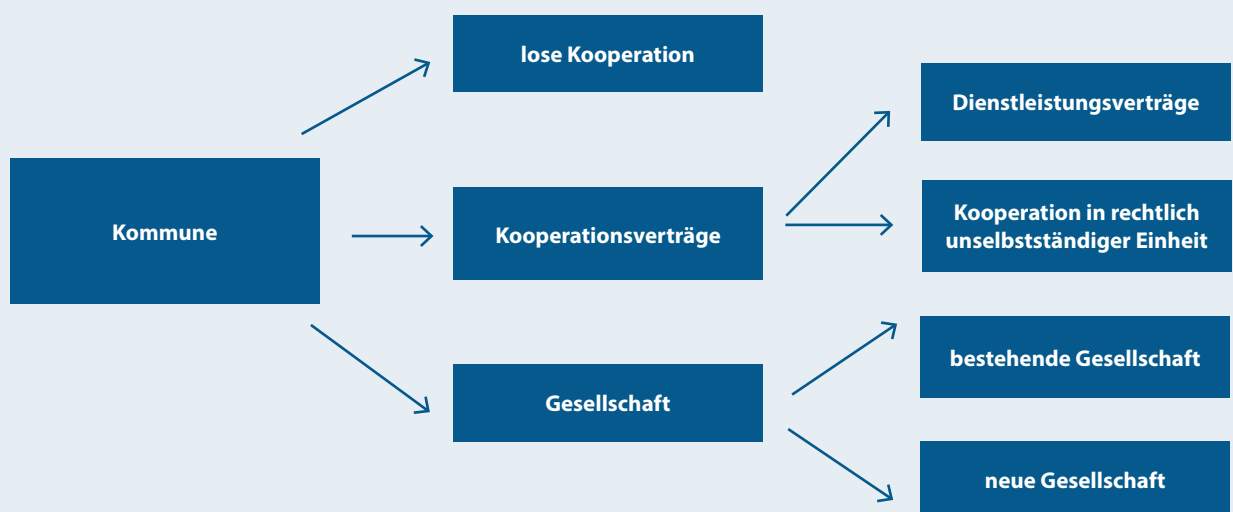 Kommune
lose Kooperation
Kooperationsverträge
Gesellschaft
Dienstleistungsverträge
Kooperation in rechtlich
unselbstständiger Einheit
bestehende Gesellschaft
neue Gesellschaft